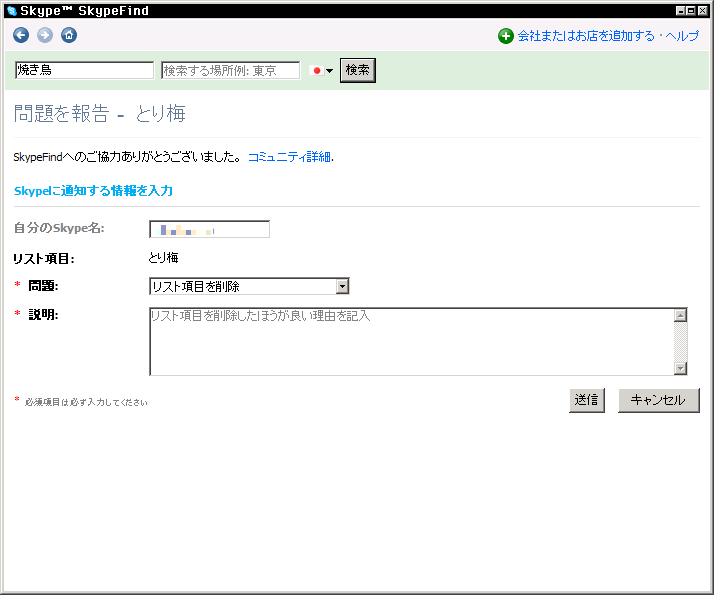 Skype™ SkypeFind
会社またはお店を追加する・ヘルプ
焼き鳥 検索する場所例: 東京 検索
問題を報告 - とり梅
SkypeFindへのご協力ありがとうございました。 コミュニティ詳細.
Skypeに通知する情報を入力
自分のSkype名:
リスト項目: とり梅
* 問題: リスト項目を削除
* 説明: リスト項目を削除したほうが良い理由を記入
* 必須項目は必ず入力してください 送信 キャンセル